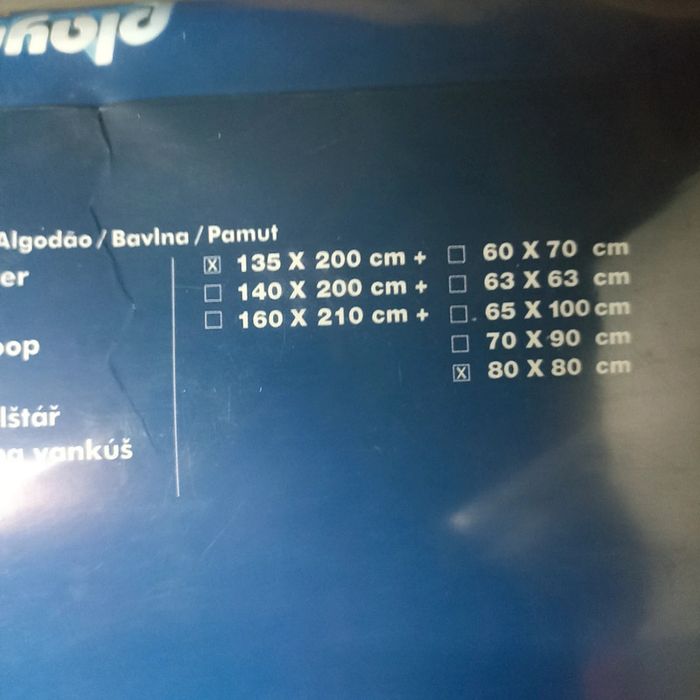 Algodão / Bavlna / Pamut
er
oop
lštář
na vankúš
☒ 135 X 200 cm + ☐ 60 X 70 cm
☐ 140 X 200 cm + ☐ 63 X 63 cm
☐ 160 X 210 cm + ☐ 65 X 100 cm
☐ 70 X 90 cm
☒ 80 X 80 cm